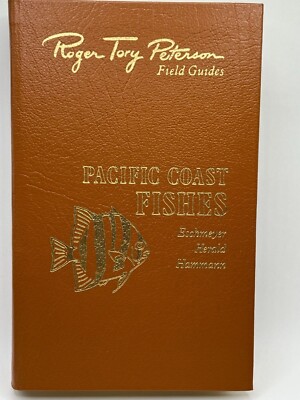 Roger Tory Peterson
Field Guides
PACIFIC COAST
FISHES
Eschmeyer
Herald
Hammann